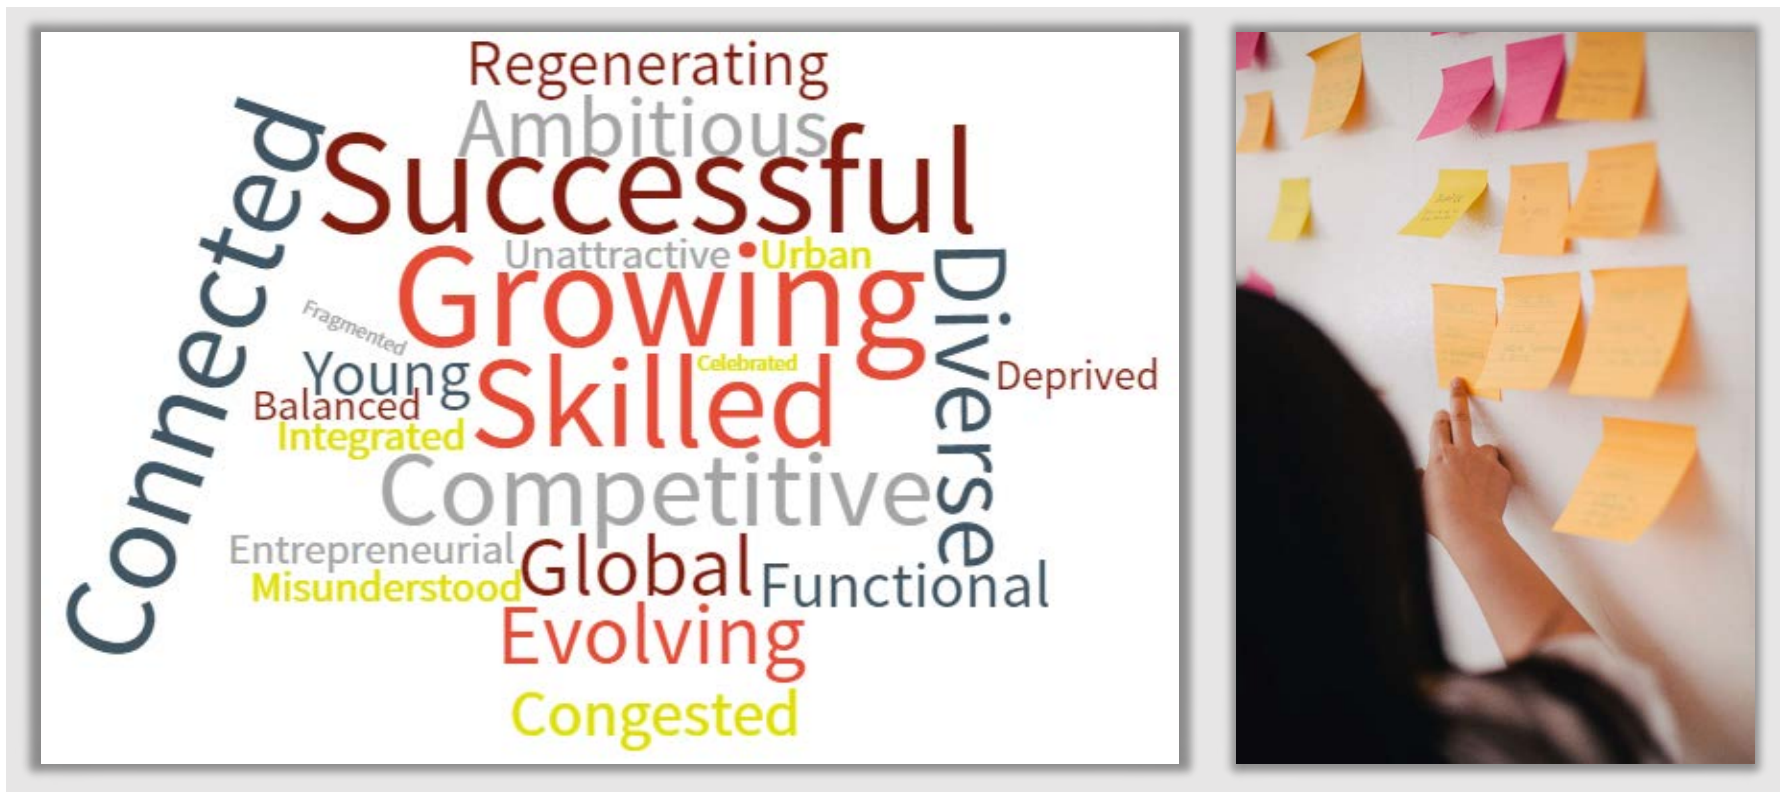 Regenerating
Ambitious
Connected
Successful
Unattractive
Urban
Growing
Diverse
Fragmented
Young
Celebrated
Skilled
Deprived
Balanced
Integrated
Competitive
Entrepreneurial
Global
Functional
Misunderstood
Evolving
Congested